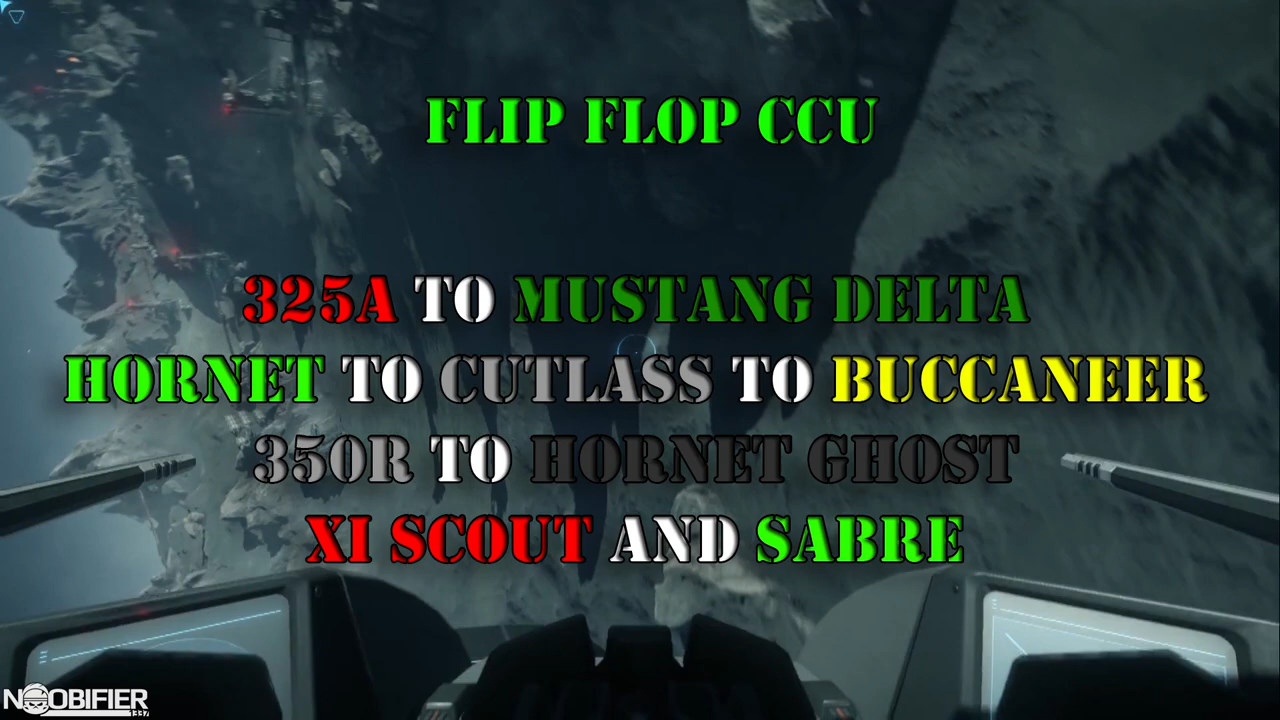 FLIP FLOP CCU
325A TO MUSTANG DELTA
HORNET TO CUTLASS TO BUCCANEER
350R TO HORNET GHOST
XI SCOUT AND SABRE
NOOBIFIER
1337